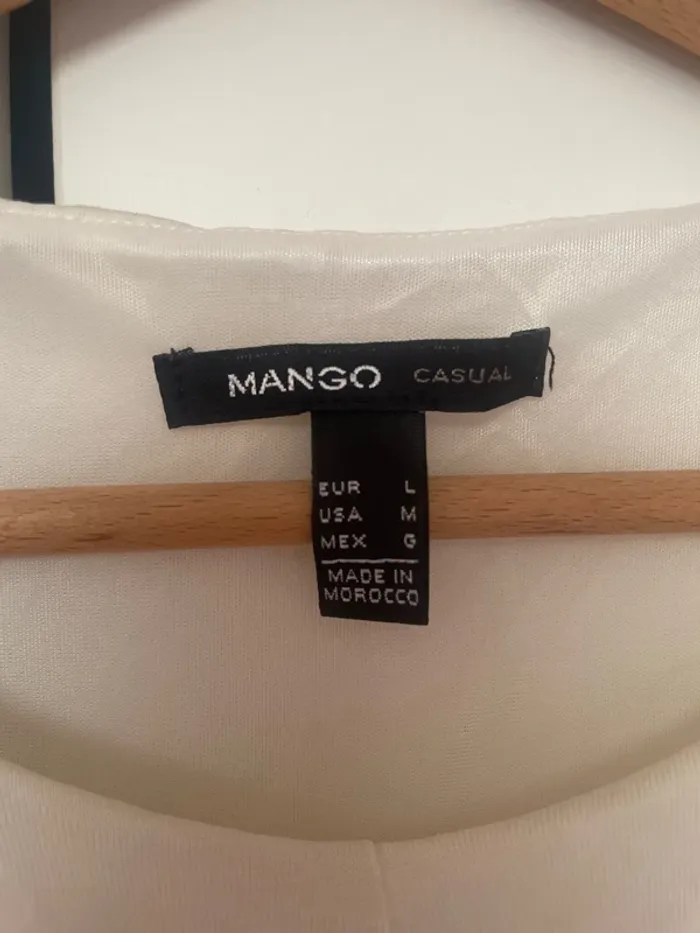 MANGO CASUAL
EUR L
USA M
MEX G
MADE IN
MOROCCO